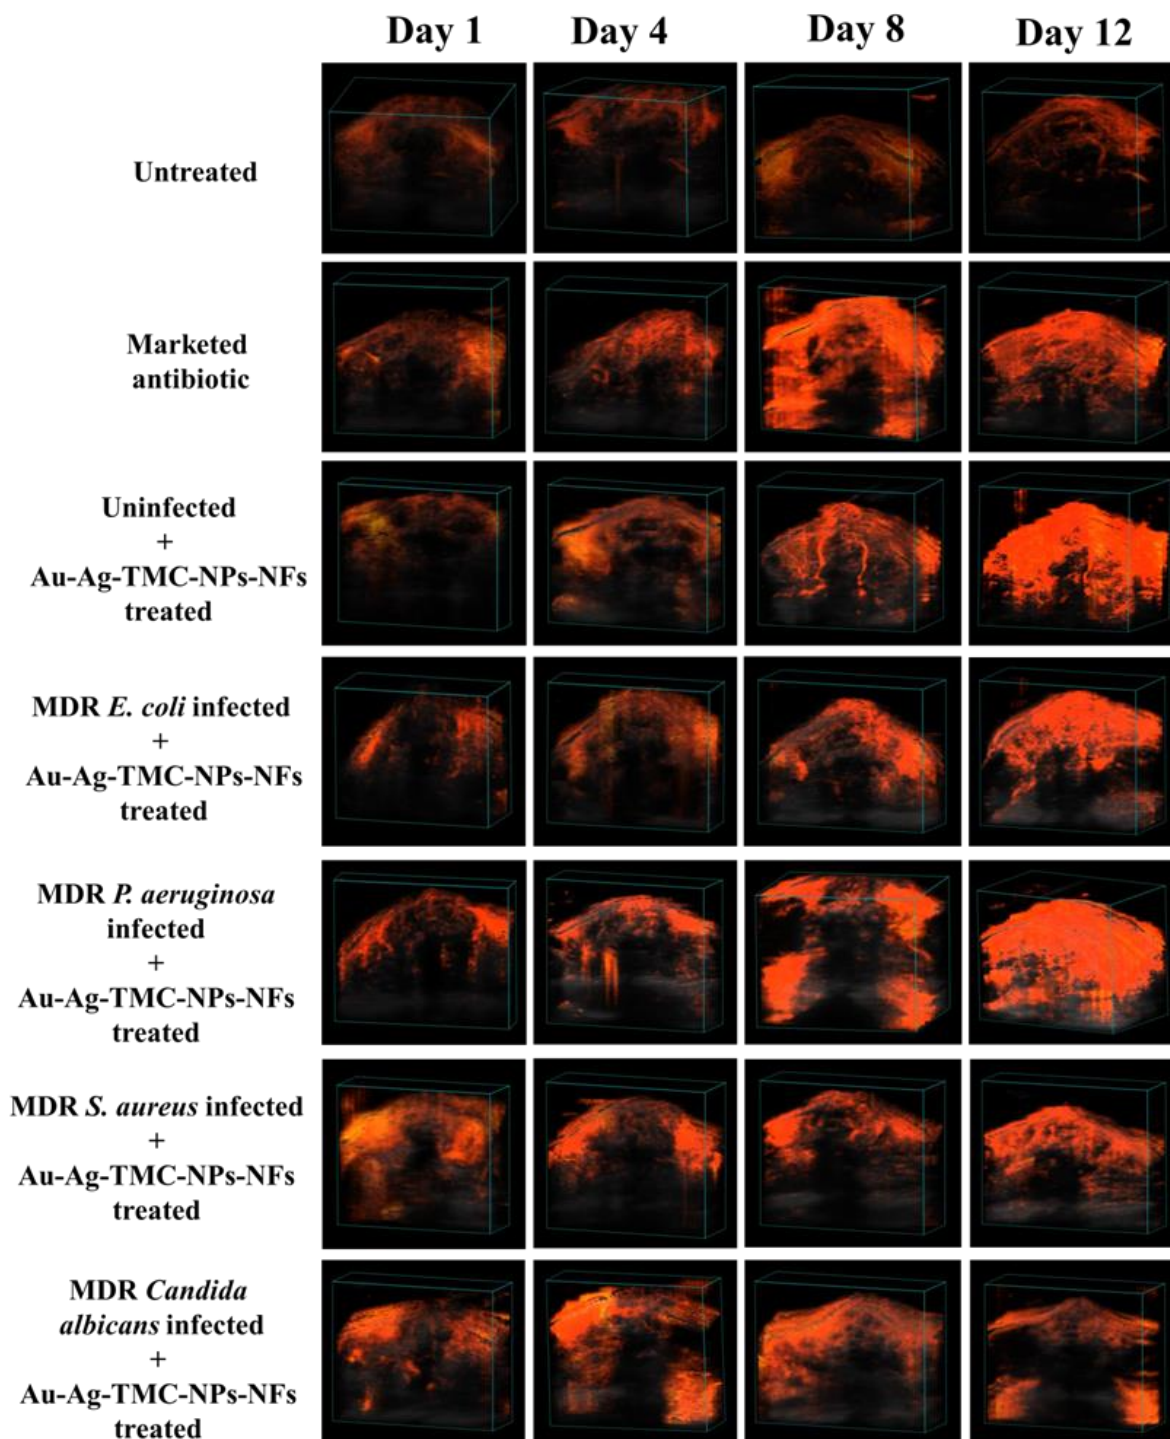 Day 1 Day 4 Day 8 Day 12
Untreated
Marketed
antibiotic
Uninfected
+
Au-Ag-TMC-NPs-NFs
treated
MDR E. coli infected
+
Au-Ag-TMC-NPs-NFs
treated
MDR P. aeruginosa
infected
+
Au-Ag-TMC-NPs-NFs
treated
MDR S. aureus infected
+
Au-Ag-TMC-NPs-NFs
treated
MDR Candida
albicans infected
+
Au-Ag-TMC-NPs-NFs
treated